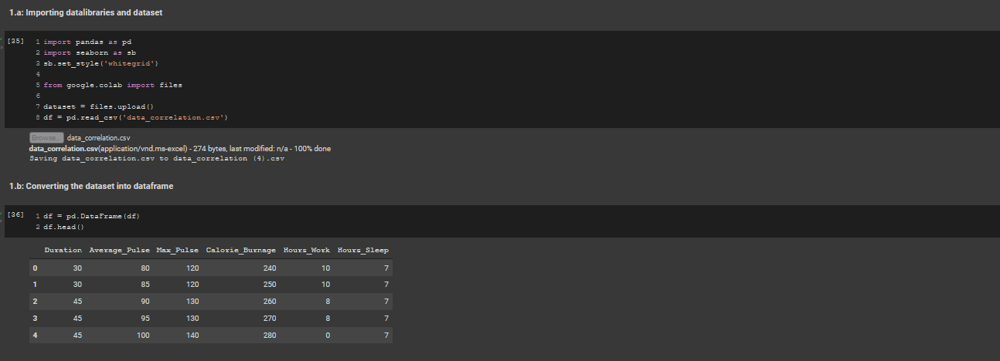 1.a: Importing datalibraries and dataset
[35] 1 import pandas as pd
2 import seaborn as sb
3 sb.set_style('whitegrid')
4
5 from google.colab import files
6
7 dataset = files.upload()
8 df = pd.read_csv('data_correlation.csv')
Browse... data_correlation.csv
data_correlation.csv(application/vnd.ms-excel) - 274 bytes, last modified: n/a - 100% done
Saving data_correlation.csv to data_correlation (4).csv
1.b: Converting the dataset into dataframe
[36] 1 df = pd.DataFrame(df)
2 df.head()
Duration Average_Pulse Max_Pulse Calorie_Burnage Hours_Work Hours_Sleep
0 30 80 120 240 10 7
1 30 85 120 250 10 7
2 45 90 130 260 8 7
3 45 95 130 270 8 7
4 45 100 140 280 0 7